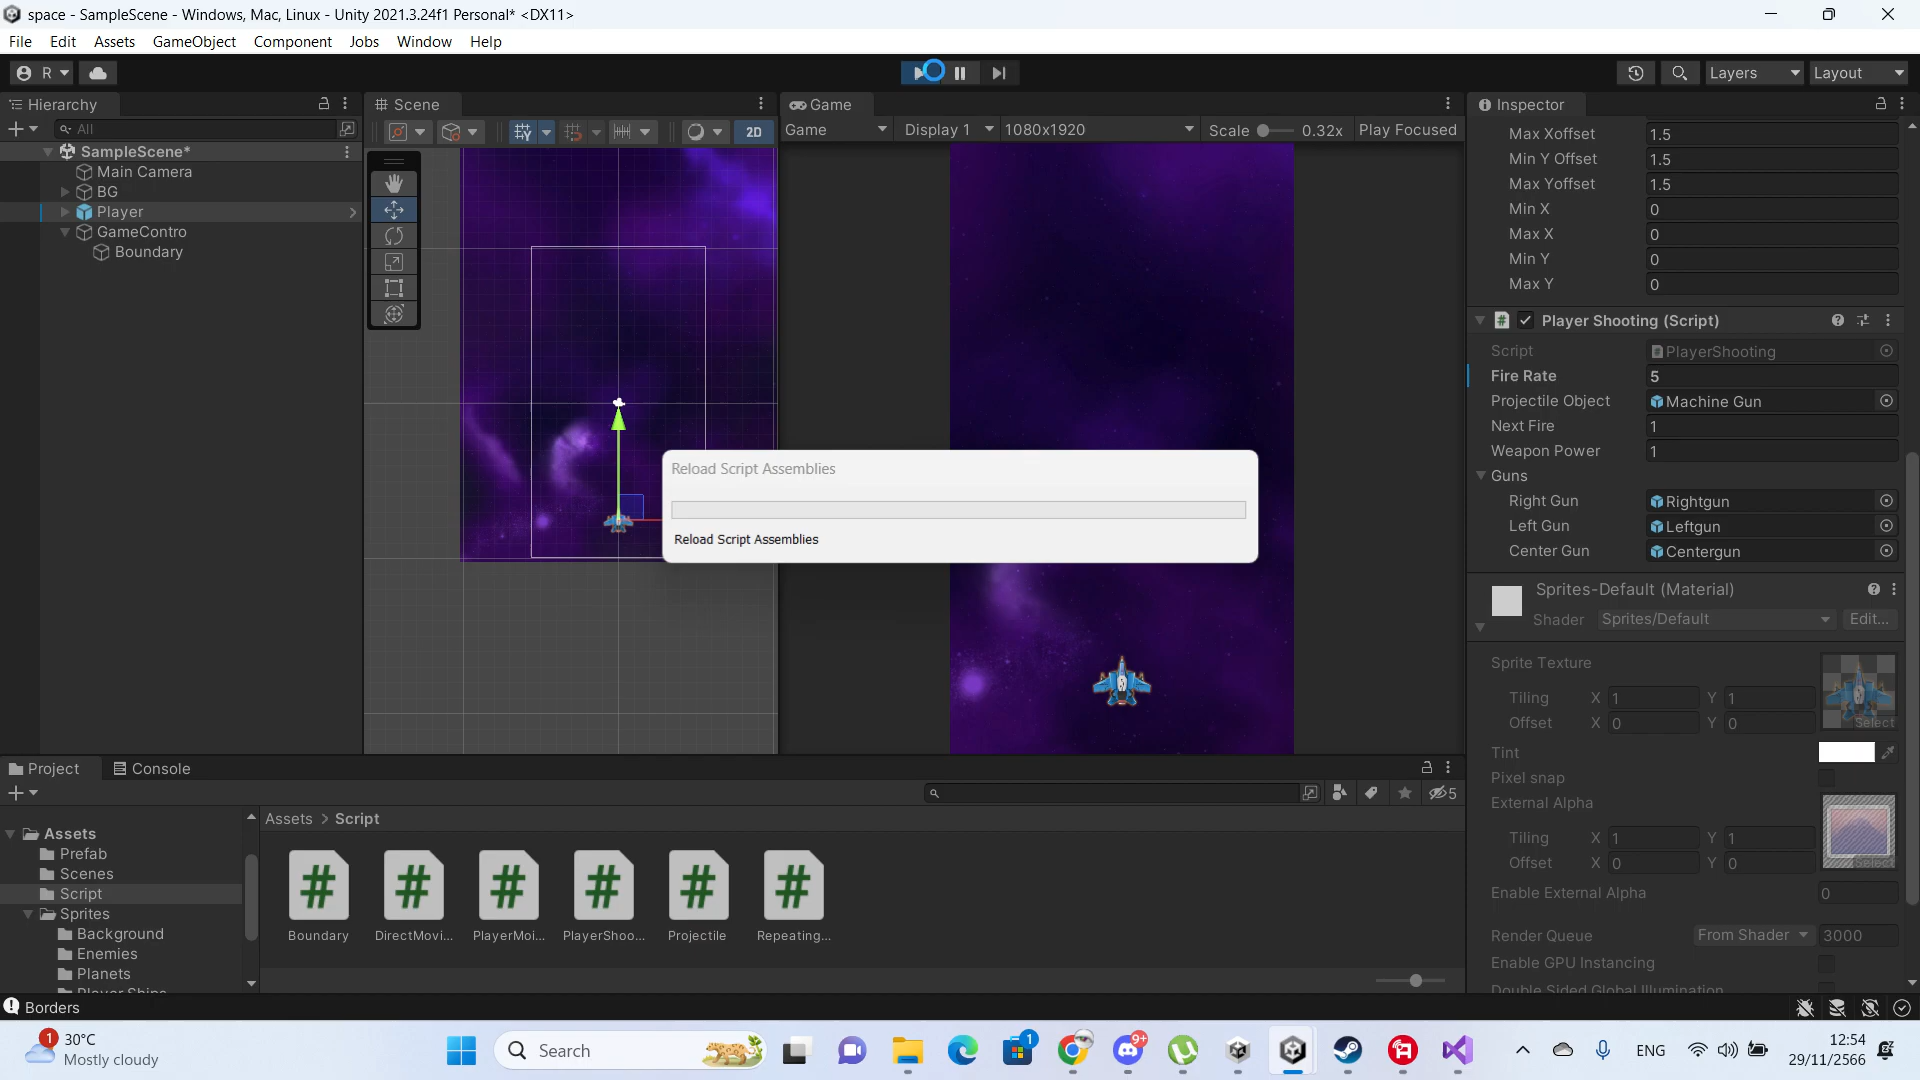 space - SampleScene - Windows, Mac, Linux - Unity 2021.3.24f1 Personal* <DX11>
File Edit Assets GameObject Component Jobs Window Help
R Layers Layout
Hierarchy
All
SampleScene*
Main Camera
BG
Player
GameContro
Boundary
Scene
2D
Game
Game Display 1 1080x1920 Scale 0.32x Play Focused
Reload Script Assemblies
Reload Script Assemblies
Inspector
Max Xoffset 1.5
Min Y Offset 1.5
Max Yoffset 1.5
Min X 0
Max X 0
Min Y 0
Max Y 0
Player Shooting (Script)
Script PlayerShooting
Fire Rate 5
Projectile Object Machine Gun
Next Fire 1
Weapon Power 1
Guns
Right Gun Rightgun
Left Gun Leftgun
Center Gun Centergun
Sprites-Default (Material)
Shader Sprites/Default Edit...
Sprite Texture
Tiling X 1 Y 1
Offset X 0 Y 0
Select
Tint
Pixel snap
External Alpha
Tiling X 1 Y 1
Offset X 0 Y 0
Select
Enable External Alpha 0
Render Queue From Shader 3000
Enable GPU Instancing
Double Sided Global Illumination
Project Console
5
Assets
Prefab
Scenes
Script
Sprites
Background
Enemies
Planets
Player Ships
Assets > Script
Boundary DirectMovi... PlayerMoi... PlayerShoo... Projectile Repeating...
Borders
1
30°C
Mostly cloudy
Search
1
9+
ENG
12:54
29/11/2566